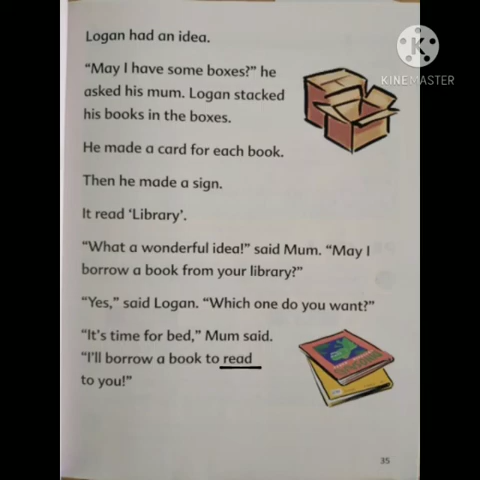 Logan had an idea.
“May I have some boxes?” he
asked his mum. Logan stacked
his books in the boxes.
He made a card for each book.
Then he made a sign.
It read ‘Library’.
“What a wonderful idea!” said Mum. “May I
borrow a book from your library?”
“Yes,” said Logan. “Which one do you want?”
“It’s time for bed,” Mum said.
“I’ll borrow a book to read
to you!”
35
K
KINEMASTER